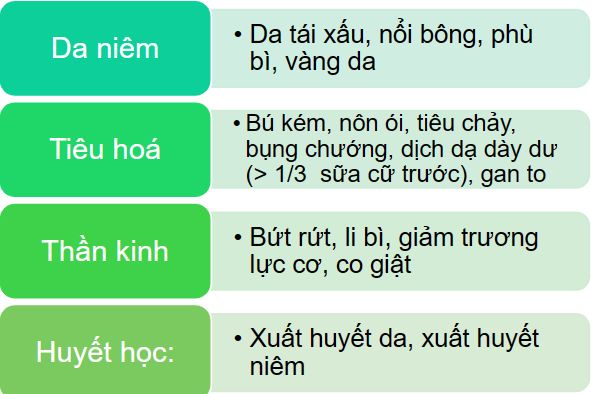 Da niêm
• Da tái xấu, nổi bông, phù
bì, vàng da
Tiêu hoá
• Bú kém, nôn ói, tiêu chảy,
bụng chướng, dịch dạ dày dư
(> 1/3 sữa cữ trước), gan to
Thần kinh
• Bứt rứt, li bì, giảm trương
lực cơ, co giật
Huyết học:
• Xuất huyết da, xuất huyết
niêm